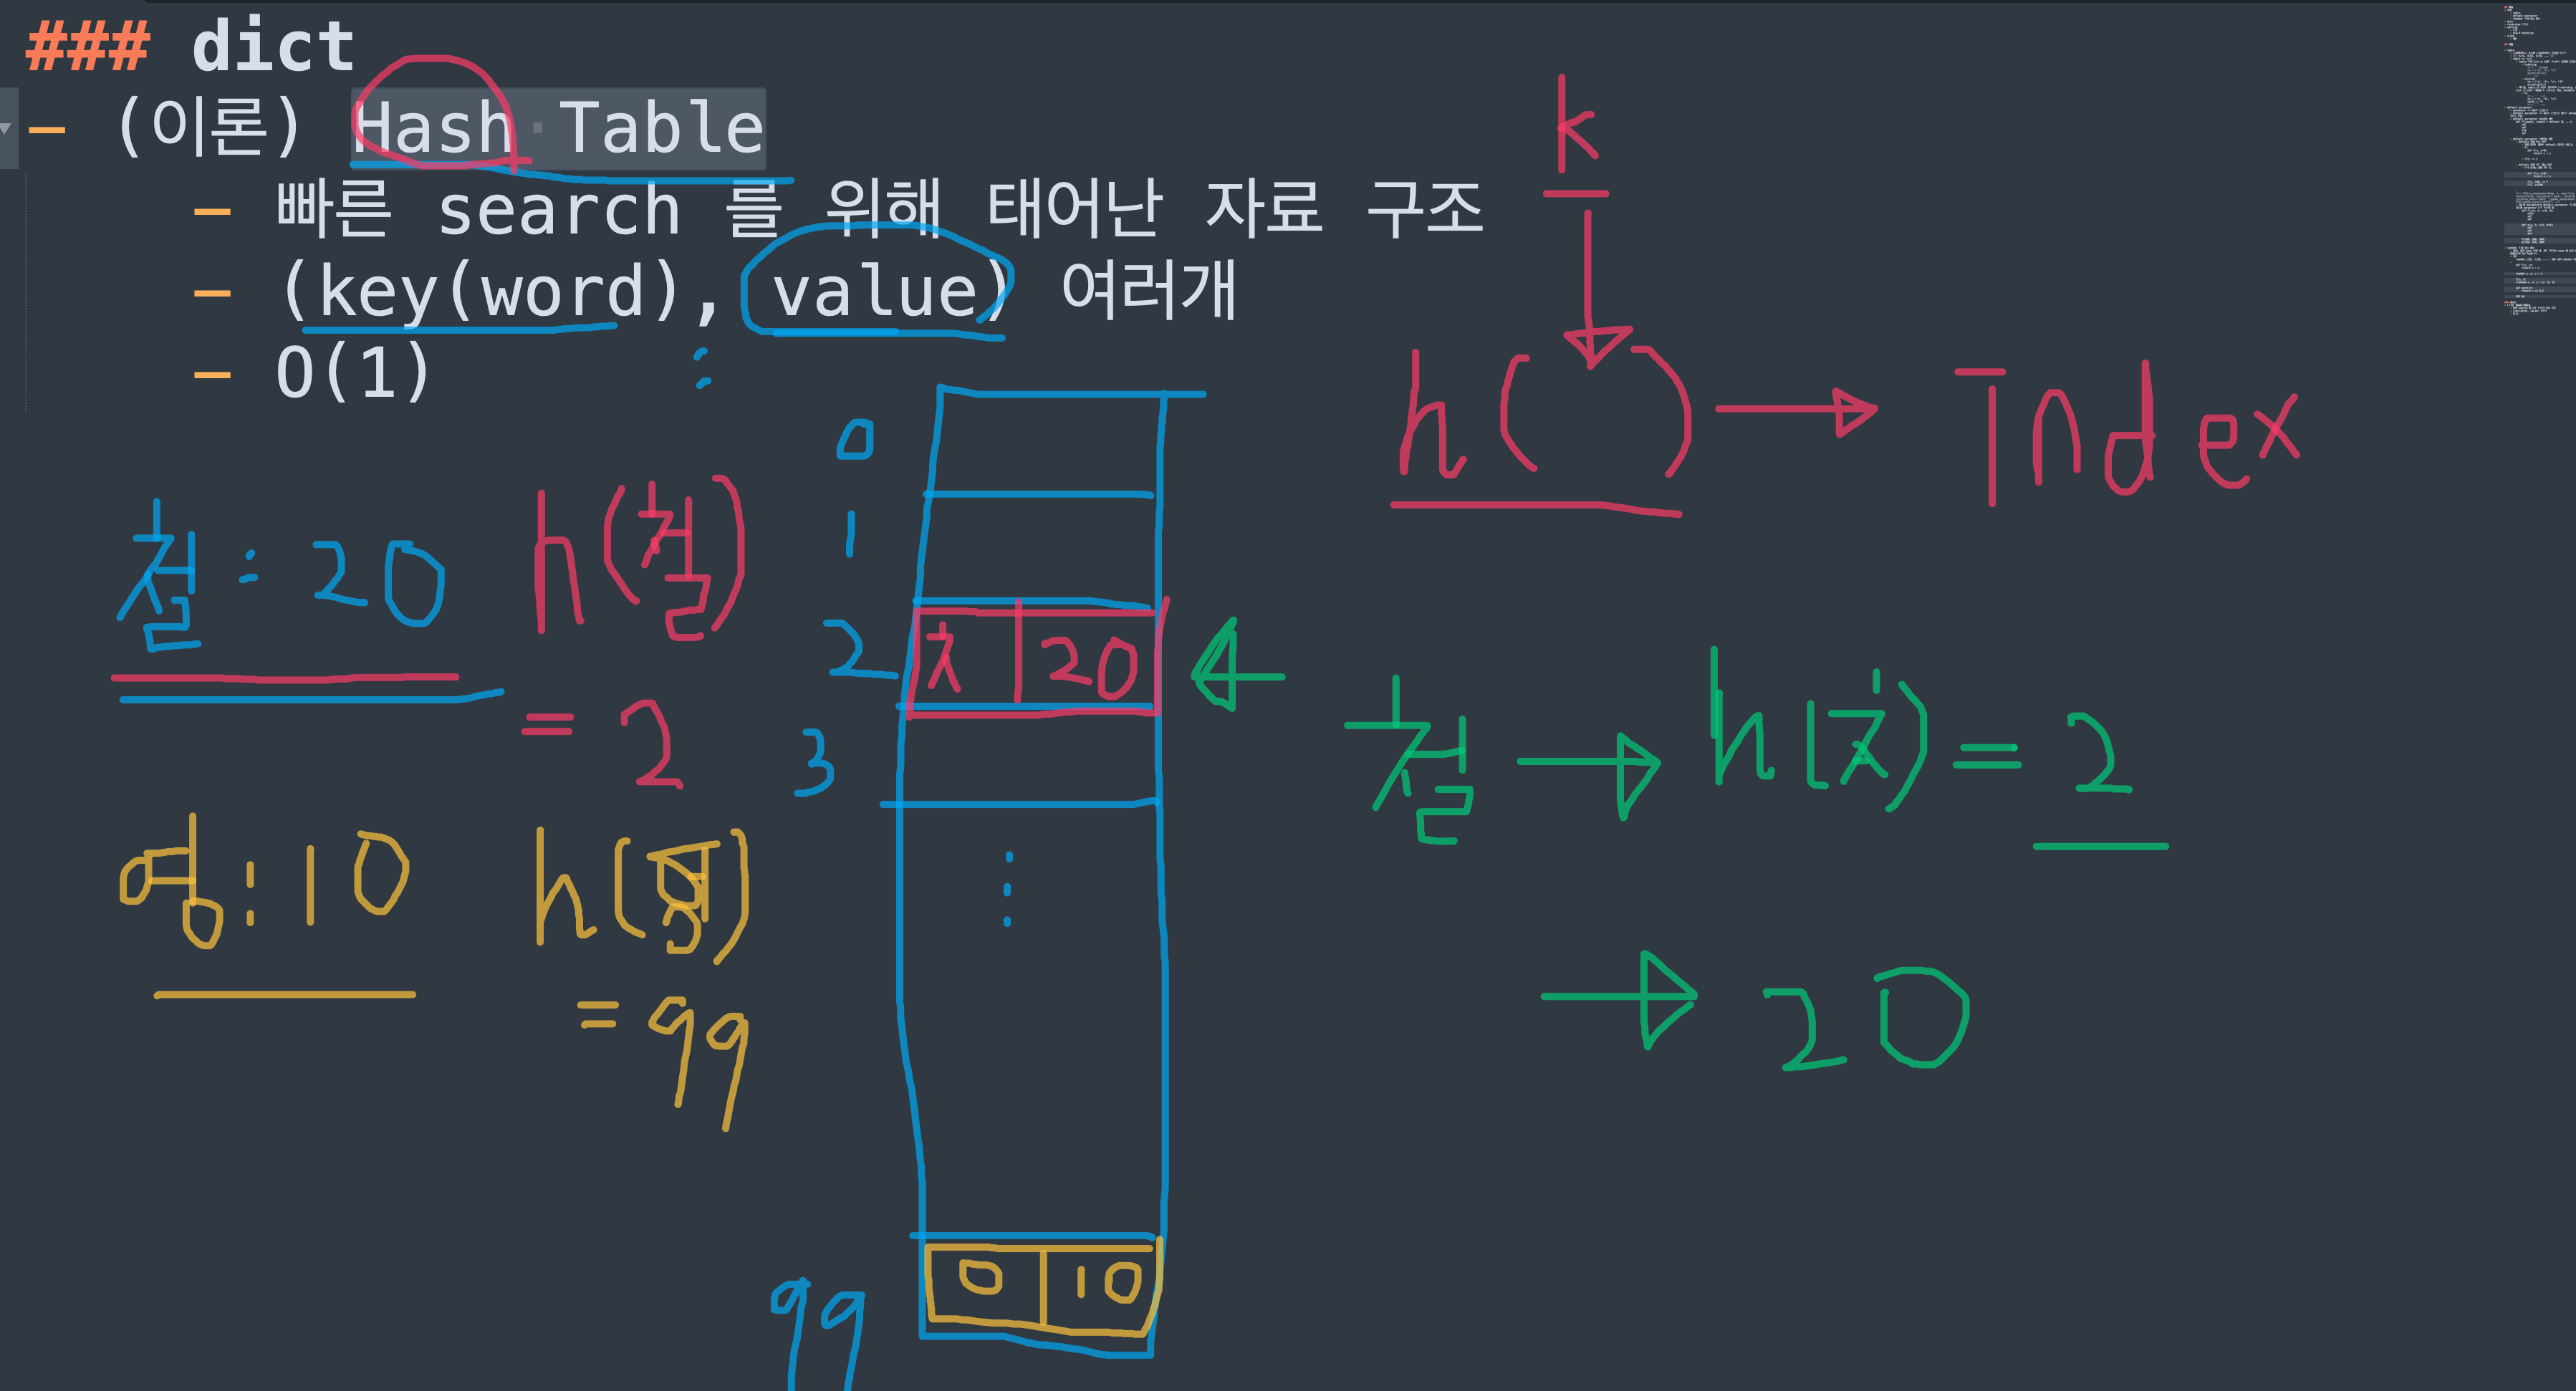 ### dict
- (이론) Hash Table
- 빠른 search 를 위해 태어난 자료 구조
- (key(word), value) 여러개
- O(1)
:
k
h( ) → Index
0
1
2
3
99
철 : 20
h(철)
= 2
영 : 10
h(영)
= 99
ㅊ | 20
ㅇ | 10
철 → h(ㅊ) = 2
→ 20